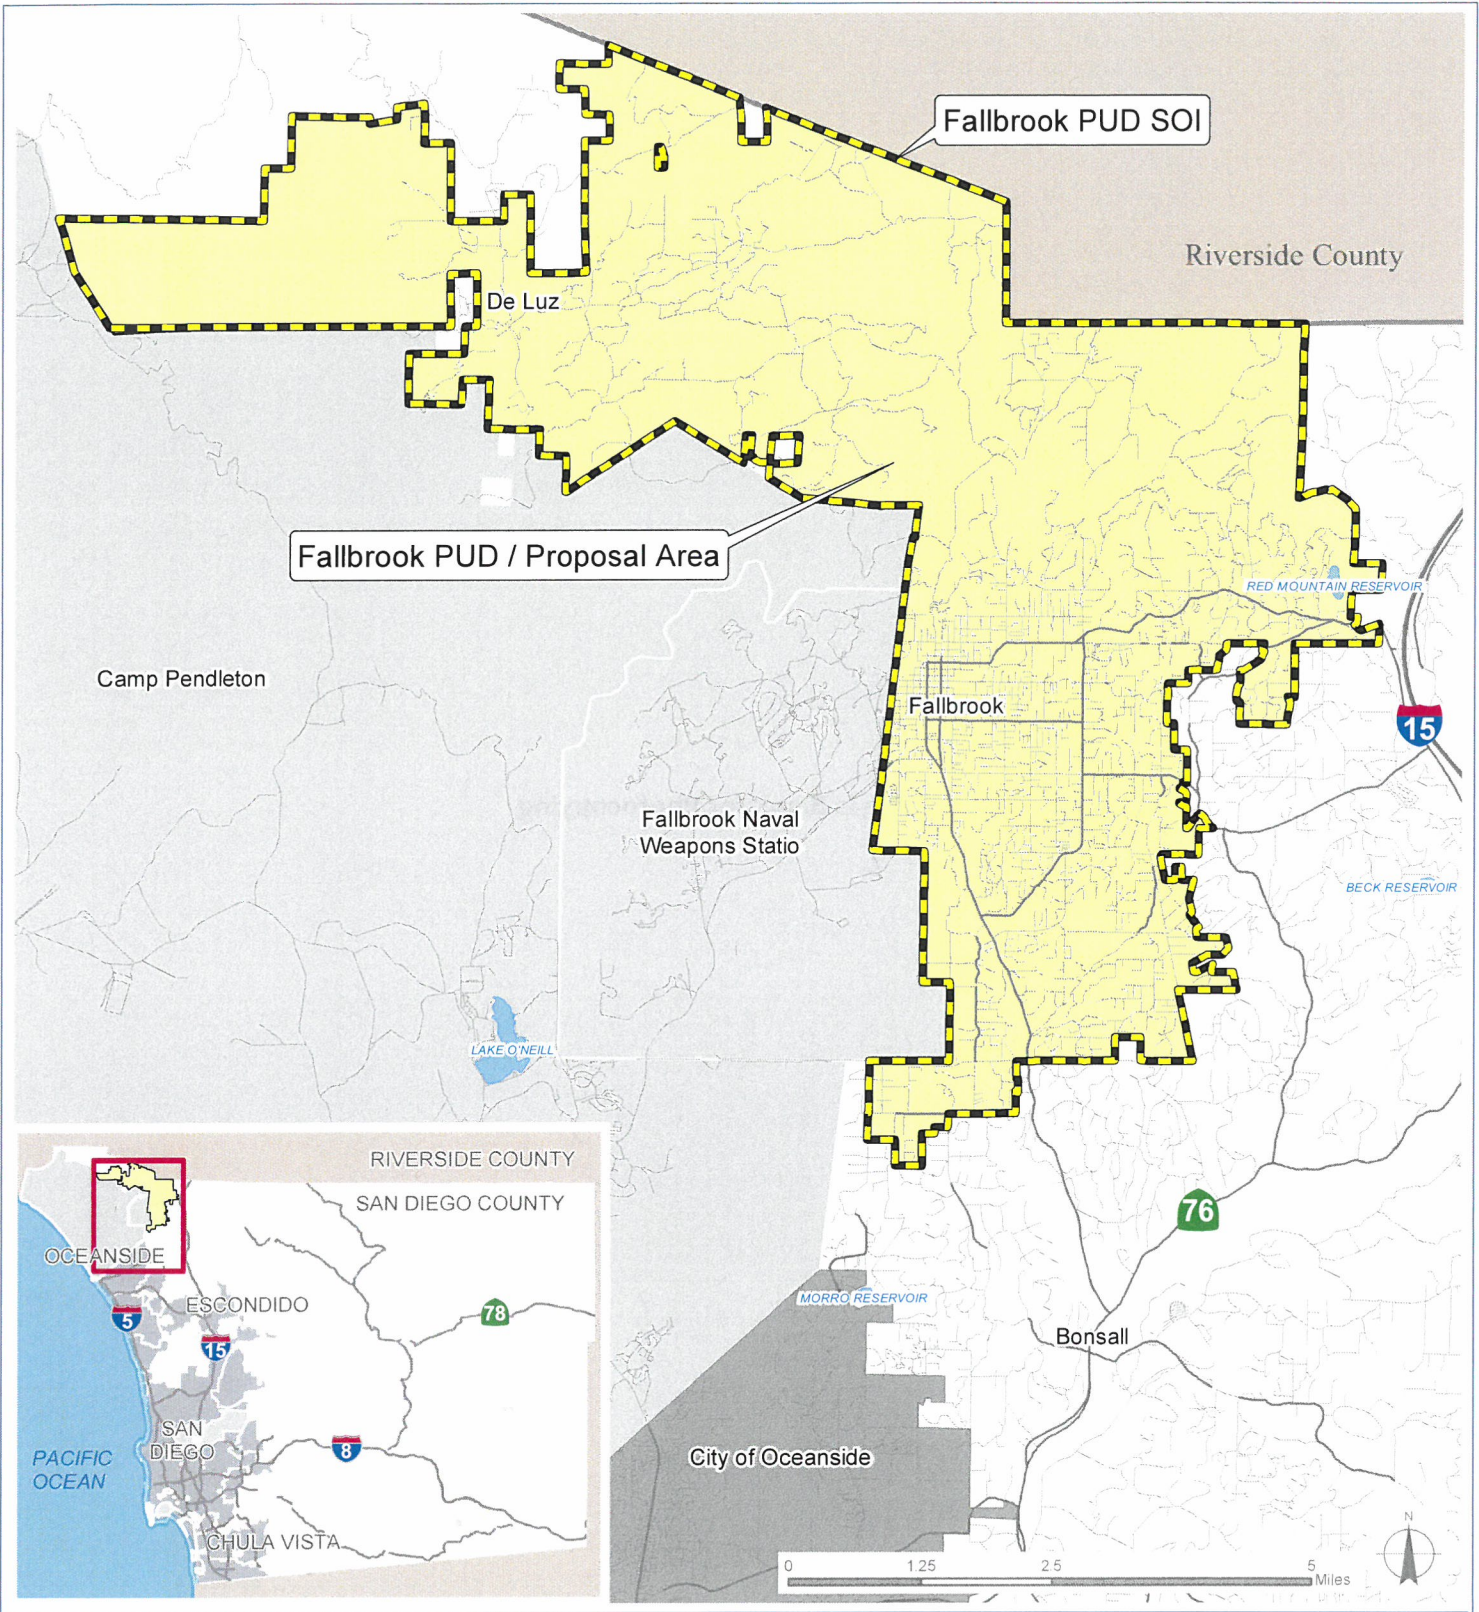 Fallbrook PUD SOI
Riverside County
De Luz
Fallbrook PUD / Proposal Area
RED MOUNTAIN RESERVOIR
Camp Pendleton
Fallbrook
15
Fallbrook Naval
Weapons Statio
BECK RESERVOIR
LAKE O'NEILL
RIVERSIDE COUNTY
SAN DIEGO COUNTY
76
OCEANSIDE
MORRO RESERVOIR
ESCONDIDO
5
78
15
Bonsall
SAN
DIEGO
8
PACIFIC
OCEAN
City of Oceanside
CHULA VISTA
N
0 1.25 2.5 5
Miles